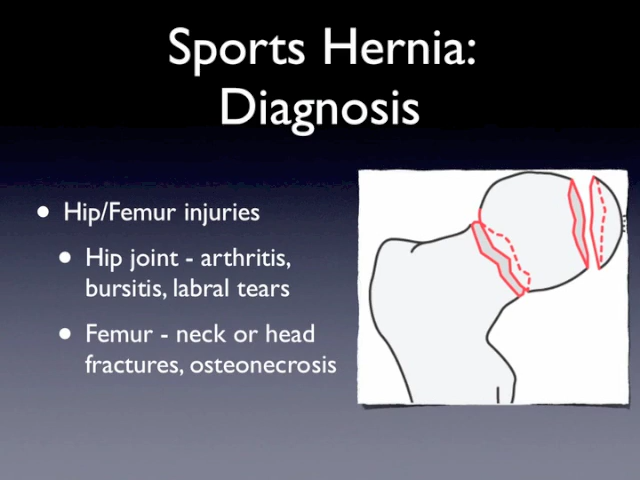 Sports Hernia:
Diagnosis
• Hip/Femur injuries
• Hip joint - arthritis,
bursitis, labral tears
• Femur - neck or head
fractures, osteonecrosis